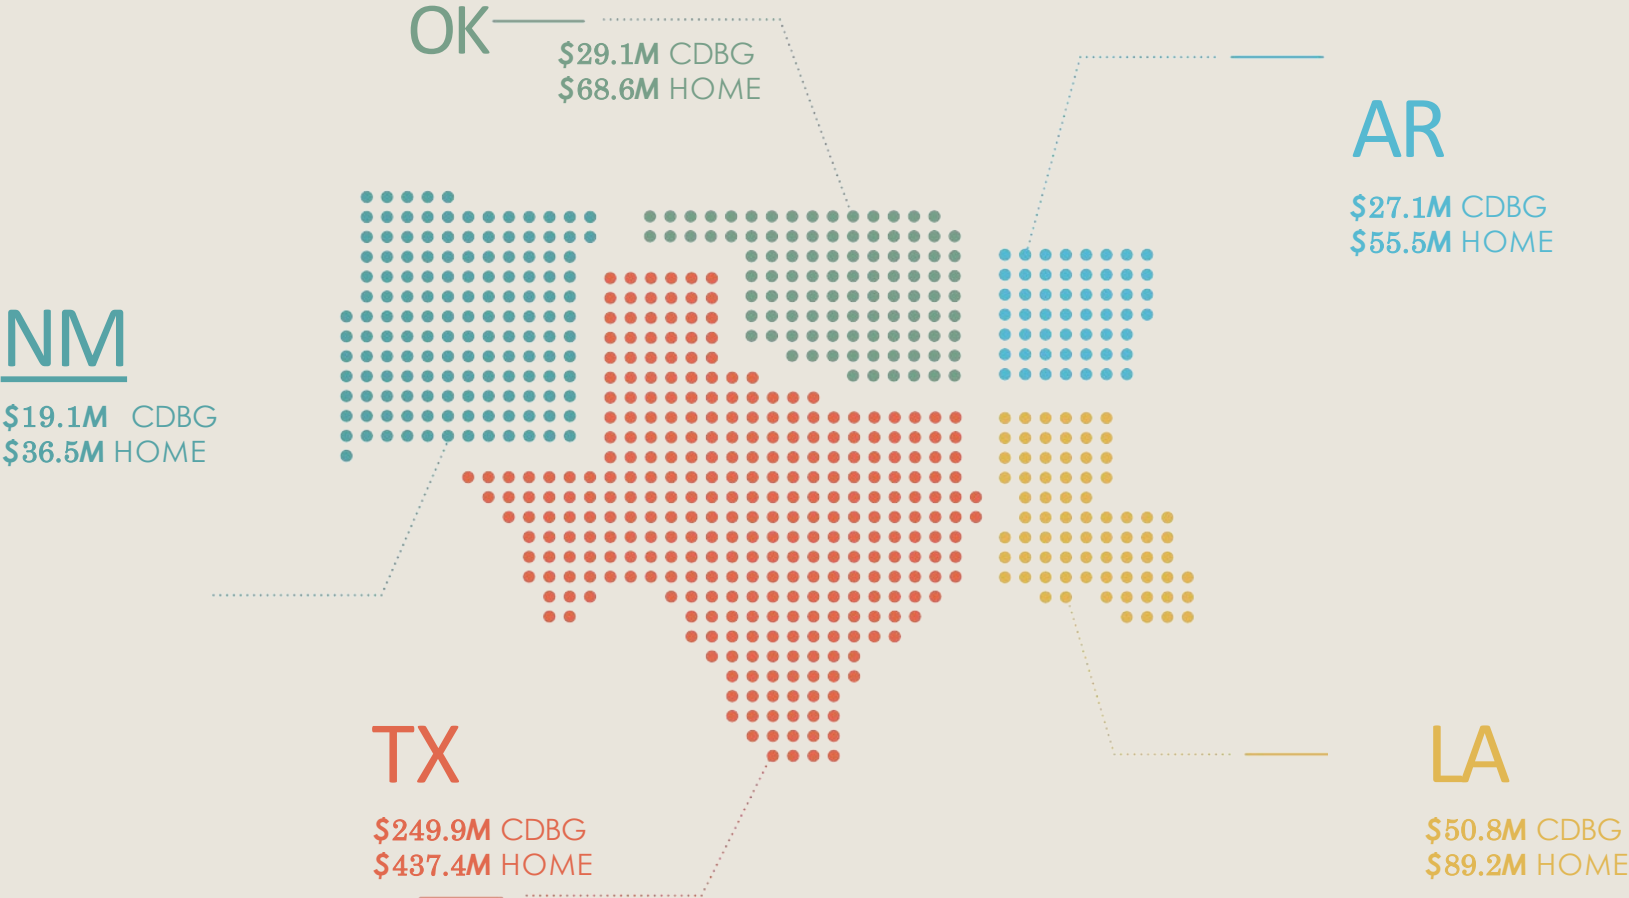 OK
$29.1M CDBG
$68.6M HOME
AR
$27.1M CDBG
$55.5M HOME
NM
$19.1M CDBG
$36.5M HOME
TX
$249.9M CDBG
$437.4M HOME
LA
$50.8M CDBG
$89.2M HOME